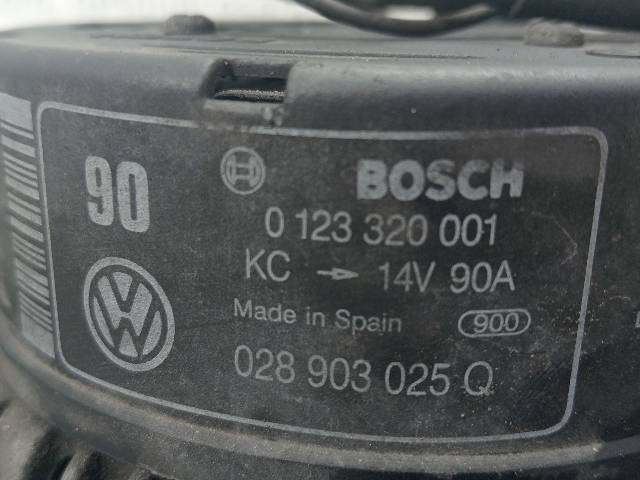 90
BOSCH
0 123 320 001
KC → 14V 90A
Made in Spain 900
028 903 025 Q